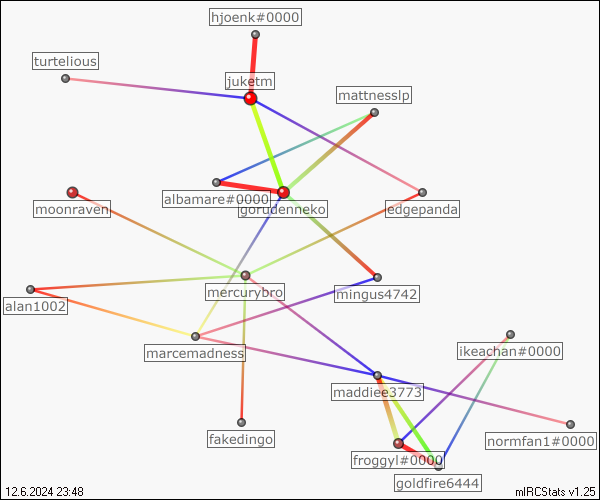 hjoenk#0000
turtelious
juketm
mattnesslp
albamare#0000
gorudenneko
edgepanda
moonraven
mercurybro
mingus4742
alan1002
marcemadness
ikeachan#0000
maddiee3773
fakedingo
normfan1#0000
froggyl#0000
goldfire6444
12.6.2024 23:48
mIRCStats v1.25